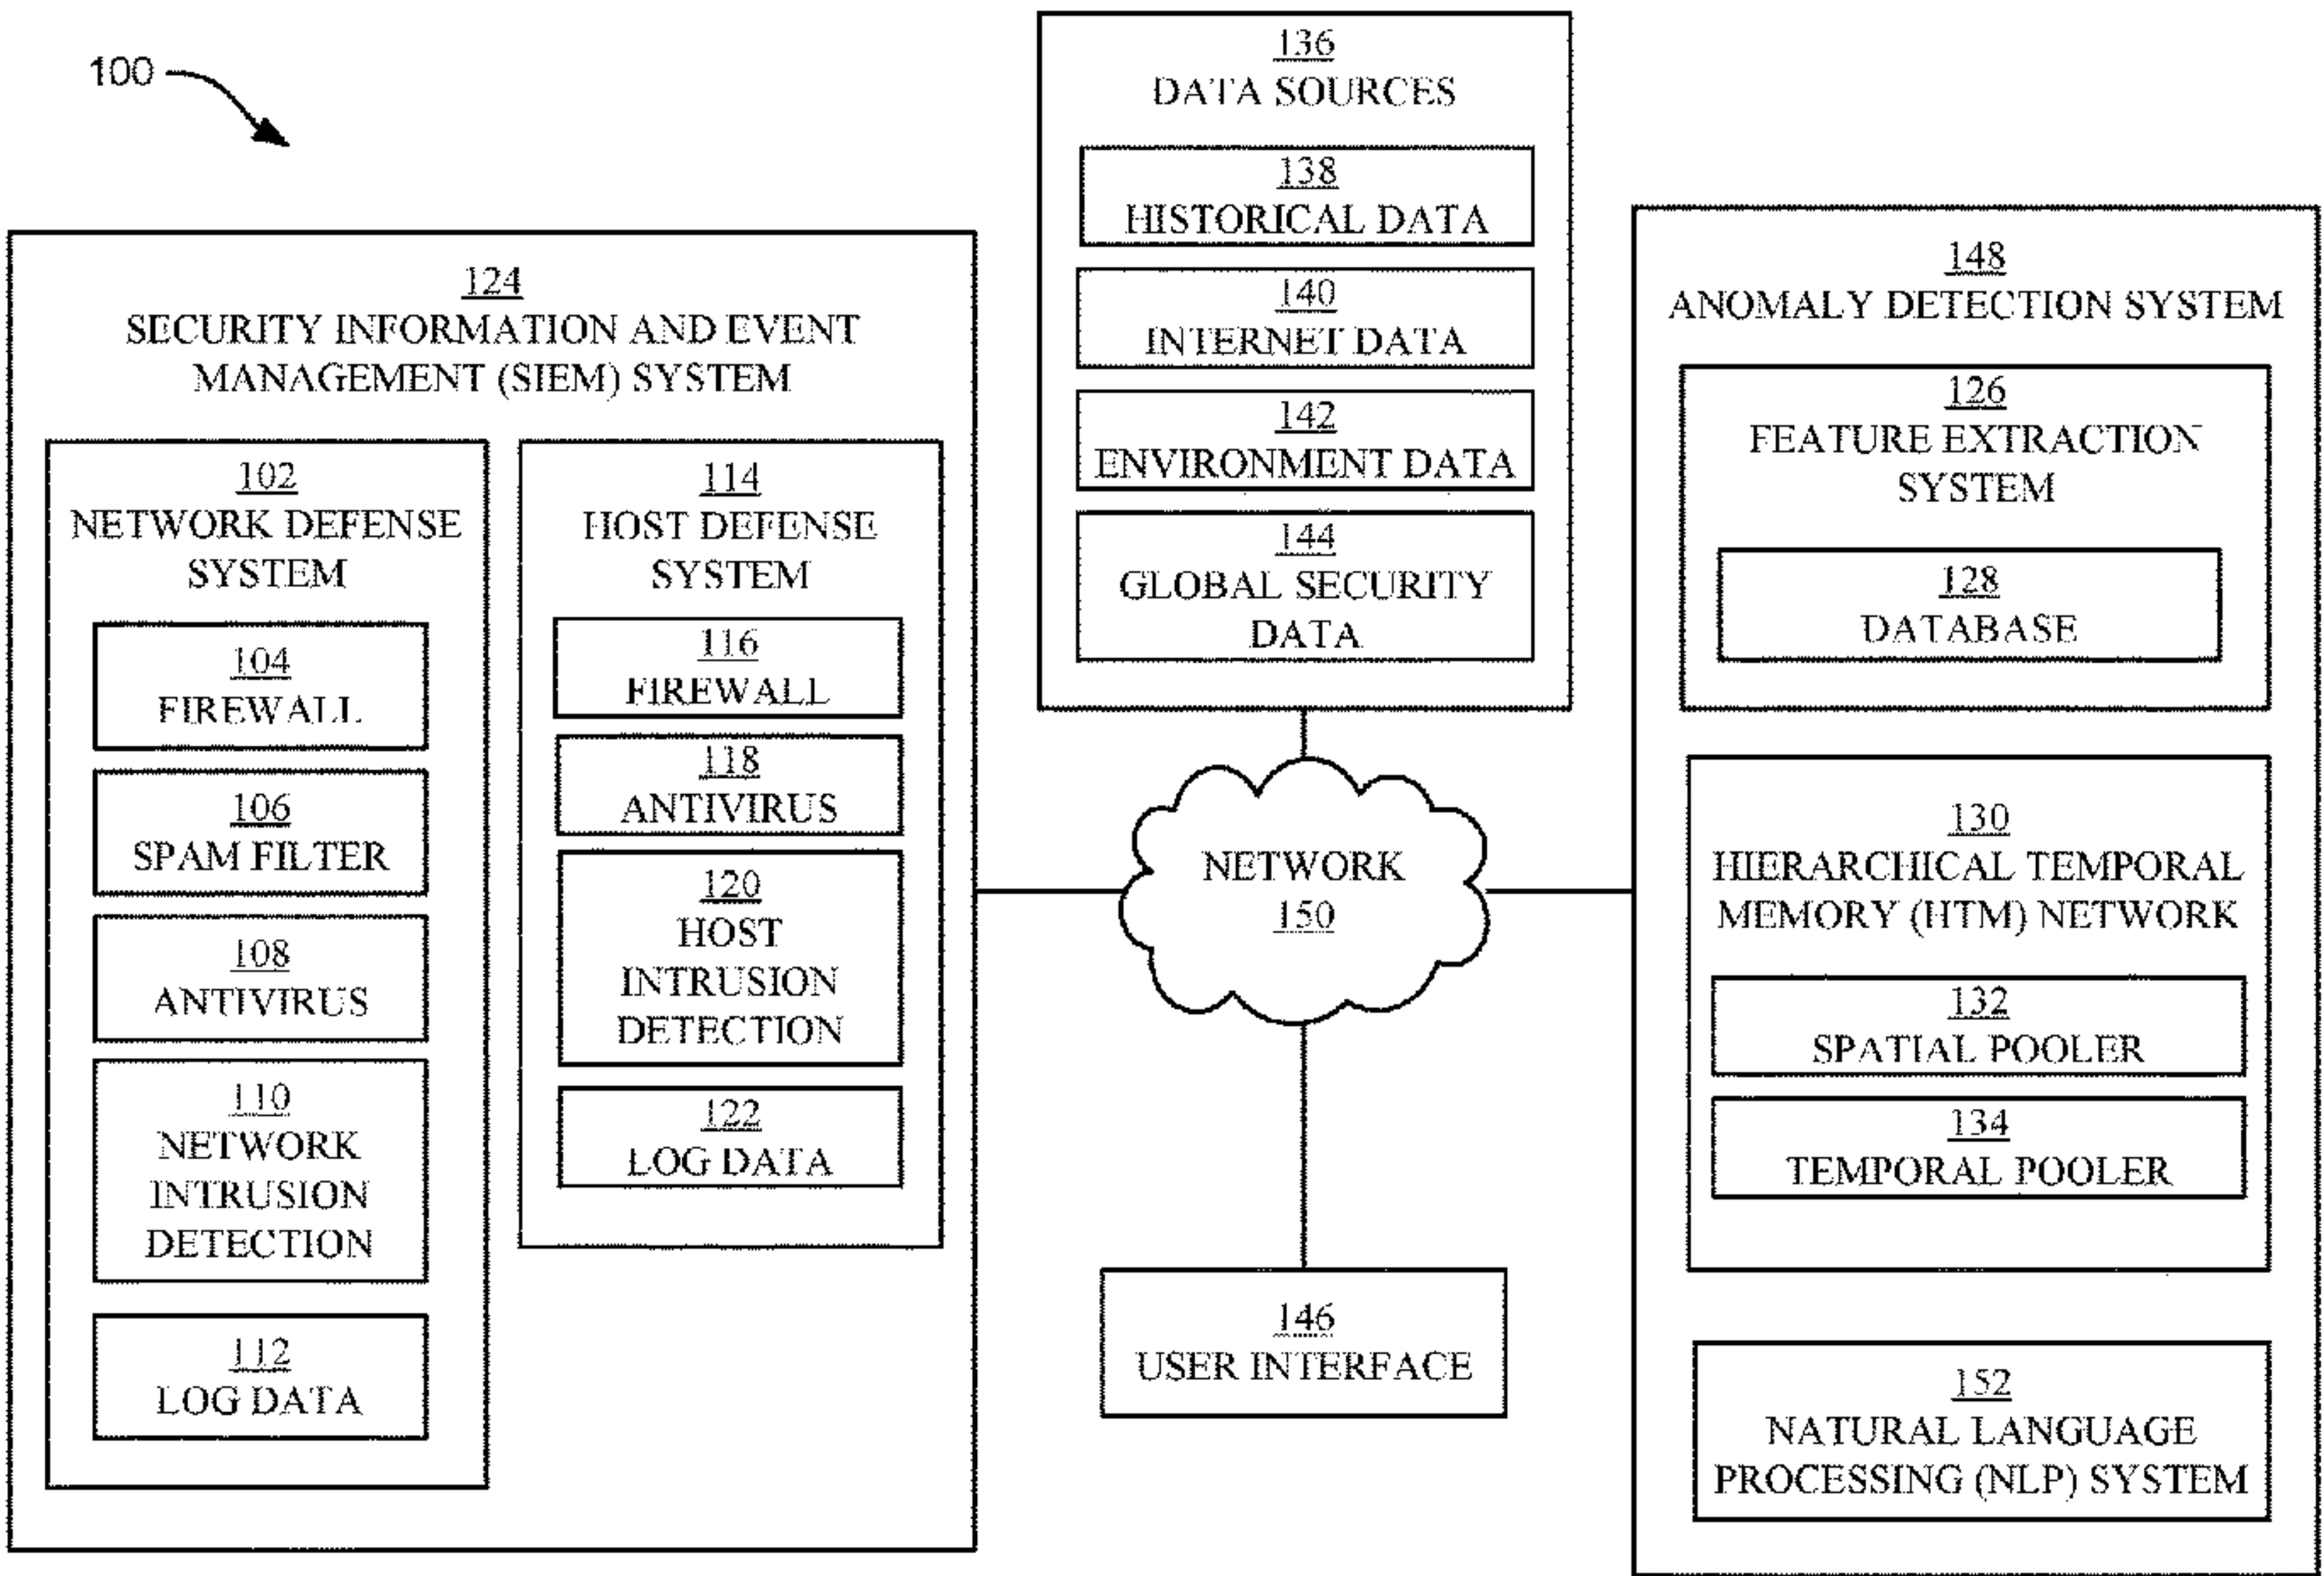 100
124
SECURITY INFORMATION AND EVENT
MANAGEMENT (SIEM) SYSTEM
102
NETWORK DEFENSE
SYSTEM
104
FIREWALL
106
SPAM FILTER
108
ANTIVIRUS
110
NETWORK
INTRUSION
DETECTION
112
LOG DATA
114
HOST DEFENSE
SYSTEM
116
FIREWALL
118
ANTIVIRUS
120
HOST
INTRUSION
DETECTION
122
LOG DATA
136
DATA SOURCES
138
HISTORICAL DATA
140
INTERNET DATA
142
ENVIRONMENT DATA
144
GLOBAL SECURITY
DATA
NETWORK
150
146
USER INTERFACE
148
ANOMALY DETECTION SYSTEM
126
FEATURE EXTRACTION
SYSTEM
128
DATABASE
130
HIERARCHICAL TEMPORAL
MEMORY (HTM) NETWORK
132
SPATIAL POOLER
134
TEMPORAL POOLER
152
NATURAL LANGUAGE
PROCESSING (NLP) SYSTEM